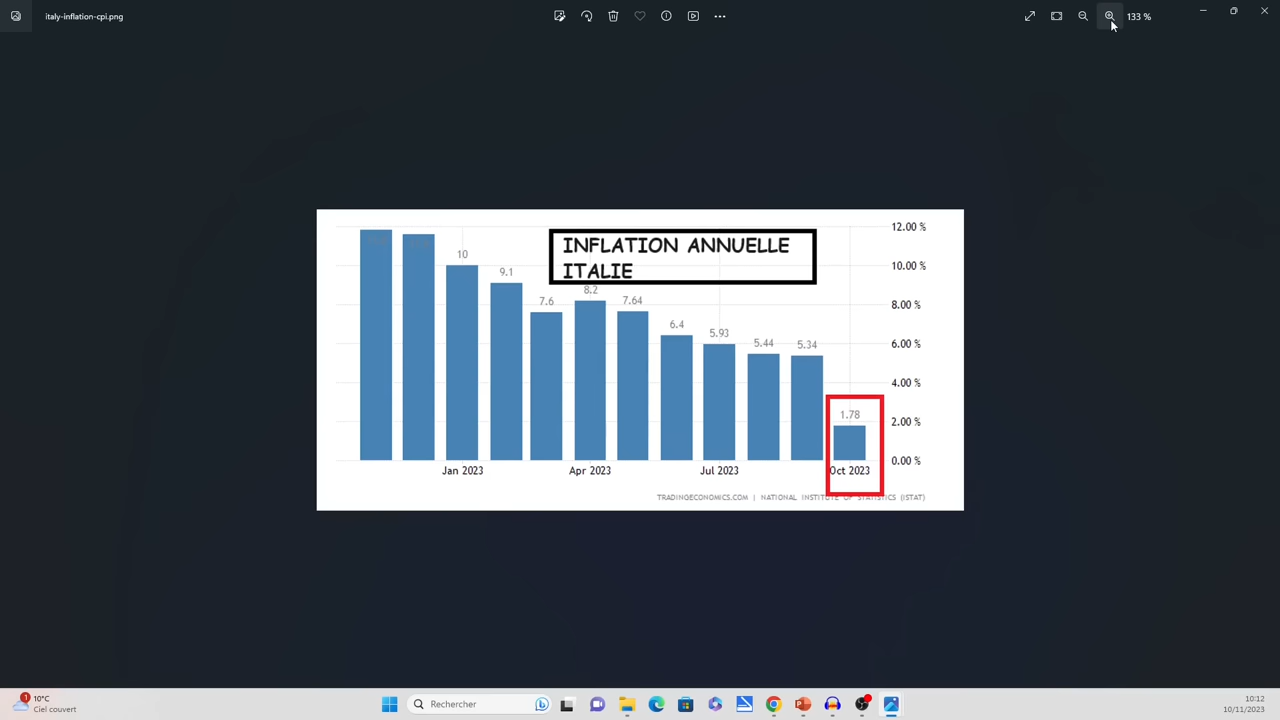 italy-inflation-cpi.png
133 %
INFLATION ANNUELLE
ITALIE
12.00 %
10.00 %
8.00 %
6.00 %
4.00 %
2.00 %
0.00 %
10
9.1
7.6
8.2
7.64
6.4
5.93
5.44
5.34
1.78
Jan 2023
Apr 2023
Jul 2023
Oct 2023
TRADINGECONOMICS.COM | NATIONAL INSTITUTE OF STATISTICS (ISTAT)
1
10°C
Ciel couvert
Rechercher
10:12
10/11/2023